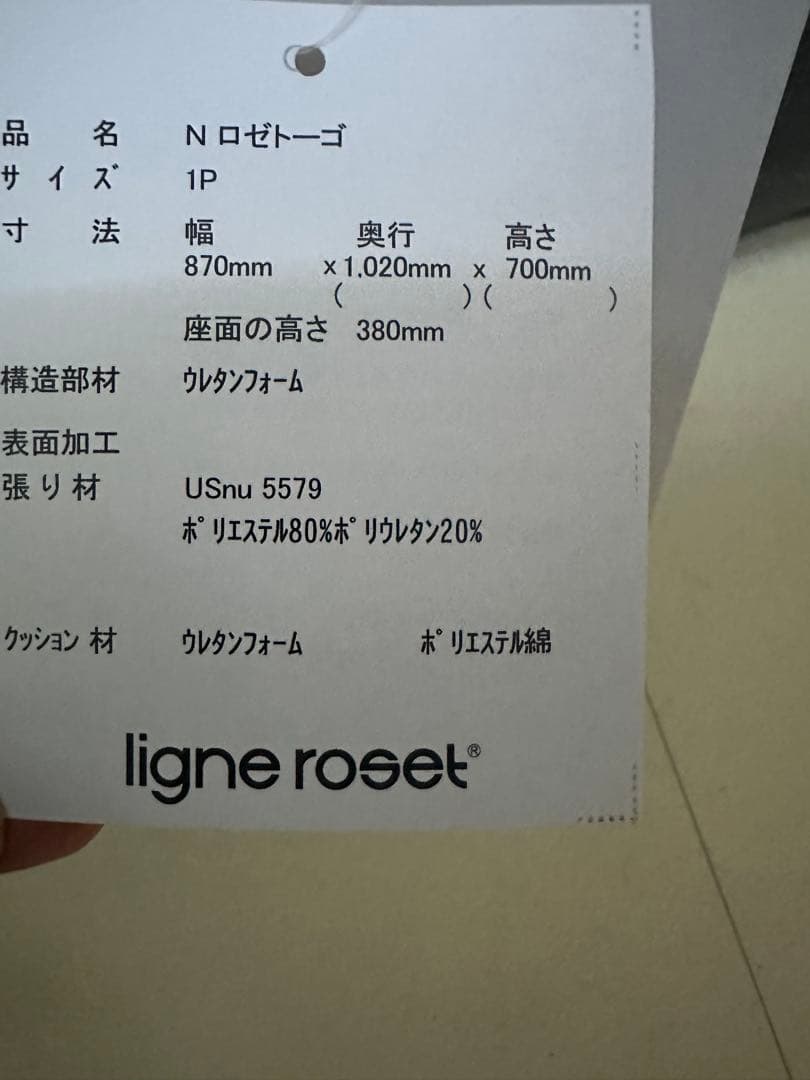 品 名 N ロゼトーゴ
サイズ 1P
寸 法 幅 奥行 高さ
870mm x 1.020mm x 700mm
( ) ( )
座面の高さ 380mm
構造部材 ｳﾚﾀﾝﾌｫｰﾑ
表面加工
張り材 USnu 5579
ﾎﾟﾘｴｽﾃﾙ80%ﾎﾟﾘｳﾚﾀﾝ20%
ｸｯｼｮﾝ材 ｳﾚﾀﾝﾌｫｰﾑ ﾎﾟﾘｴｽﾃﾙ綿
ligne roset®